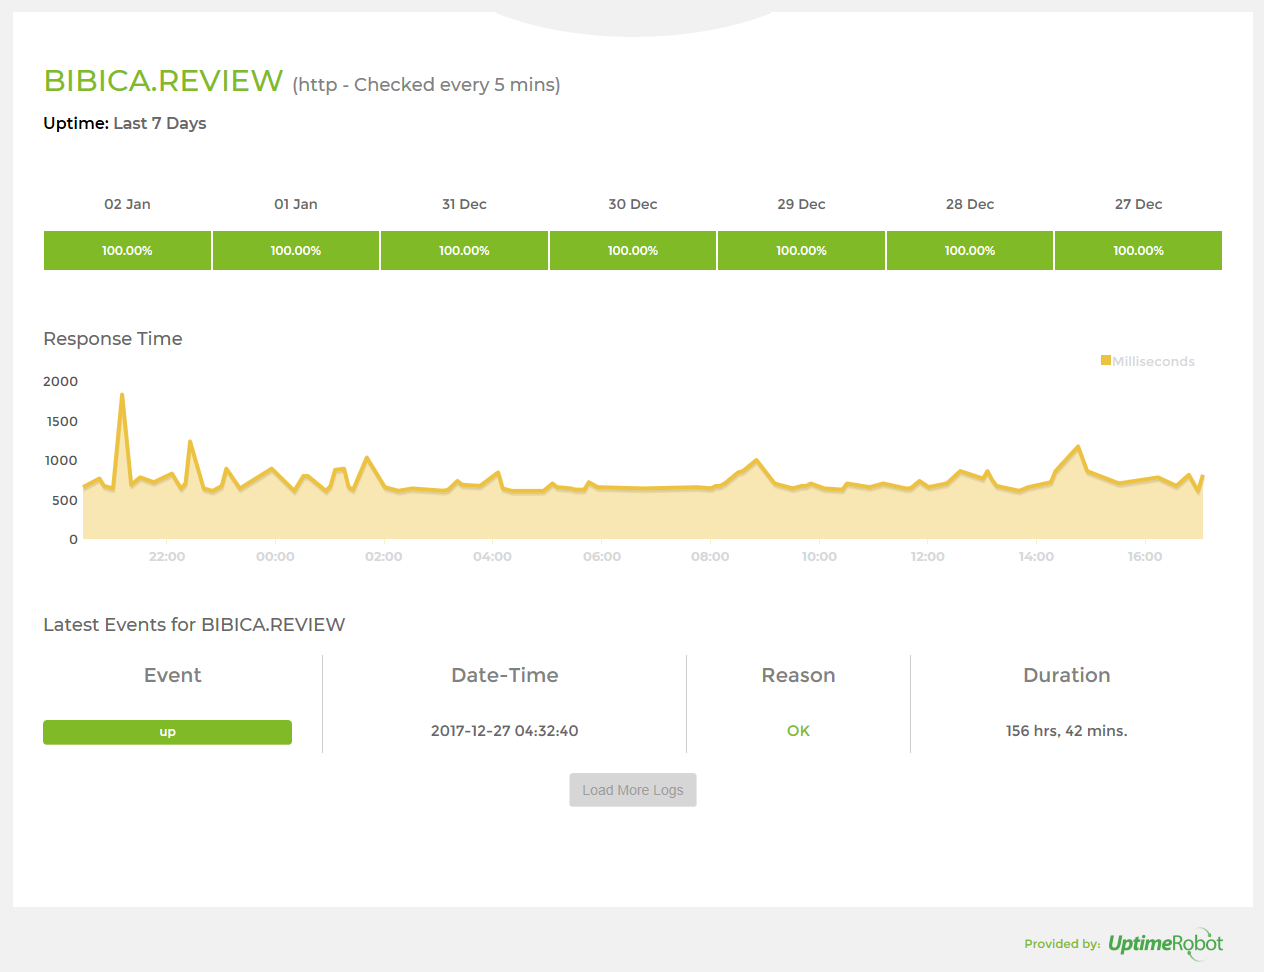 BIBICA.REVIEW (http - Checked every 5 mins)
Uptime: Last 7 Days
02 Jan 01 Jan 31 Dec 30 Dec 29 Dec 28 Dec 27 Dec
100.00% 100.00% 100.00% 100.00% 100.00% 100.00% 100.00%
Response Time
Milliseconds
2000
1500
1000
500
0
22:00 00:00 02:00 04:00 06:00 08:00 10:00 12:00 14:00 16:00
Latest Events for BIBICA.REVIEW
Event Date-Time Reason Duration
up 2017-12-27 04:32:40 OK 156 hrs, 42 mins.
Load More Logs
Provided by: UptimeRobot